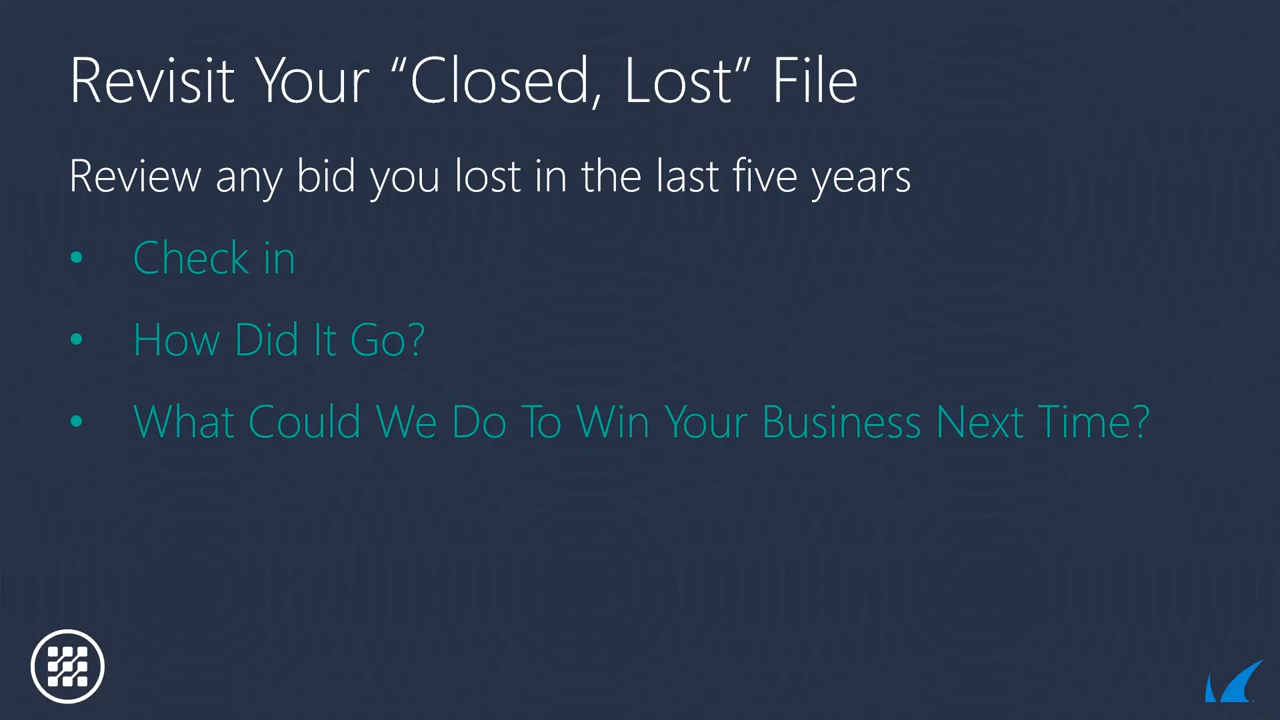 Revisit Your “Closed, Lost” File
Review any bid you lost in the last five years
• Check in
• How Did It Go?
• What Could We Do To Win Your Business Next Time?